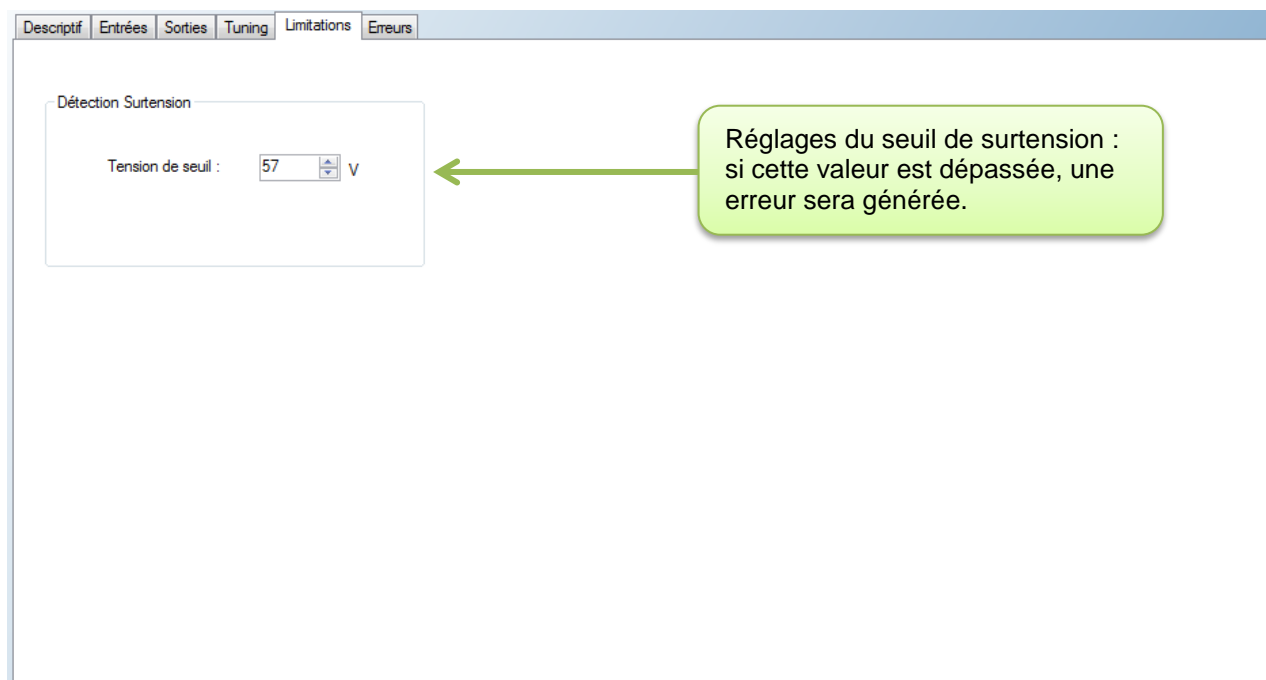 Descriptif Entrées Sorties Tuning Limitations Erreurs
Détection Surtension
Tension de seuil : 57 V
Réglages du seuil de surtension :
si cette valeur est dépassée, une
erreur sera générée.